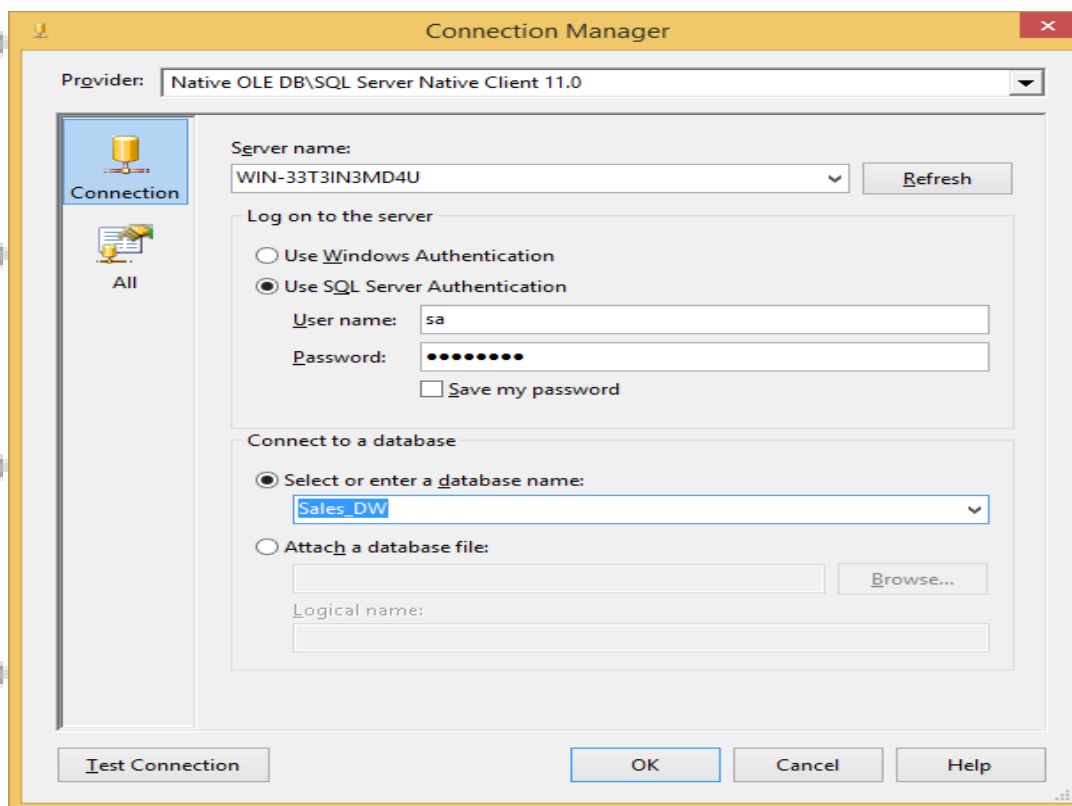 Connection Manager
Provider: Native OLE DB\SQL Server Native Client 11.0
Connection
All
Server name:
WIN-33T3IN3MD4U
Refresh
Log on to the server
Use Windows Authentication
Use SQL Server Authentication
User name: sa
Password: ●●●●●●●●
Save my password
Connect to a database
Select or enter a database name:
Sales_DW
Attach a database file:
Browse...
Logical name:
Test Connection OK Cancel Help